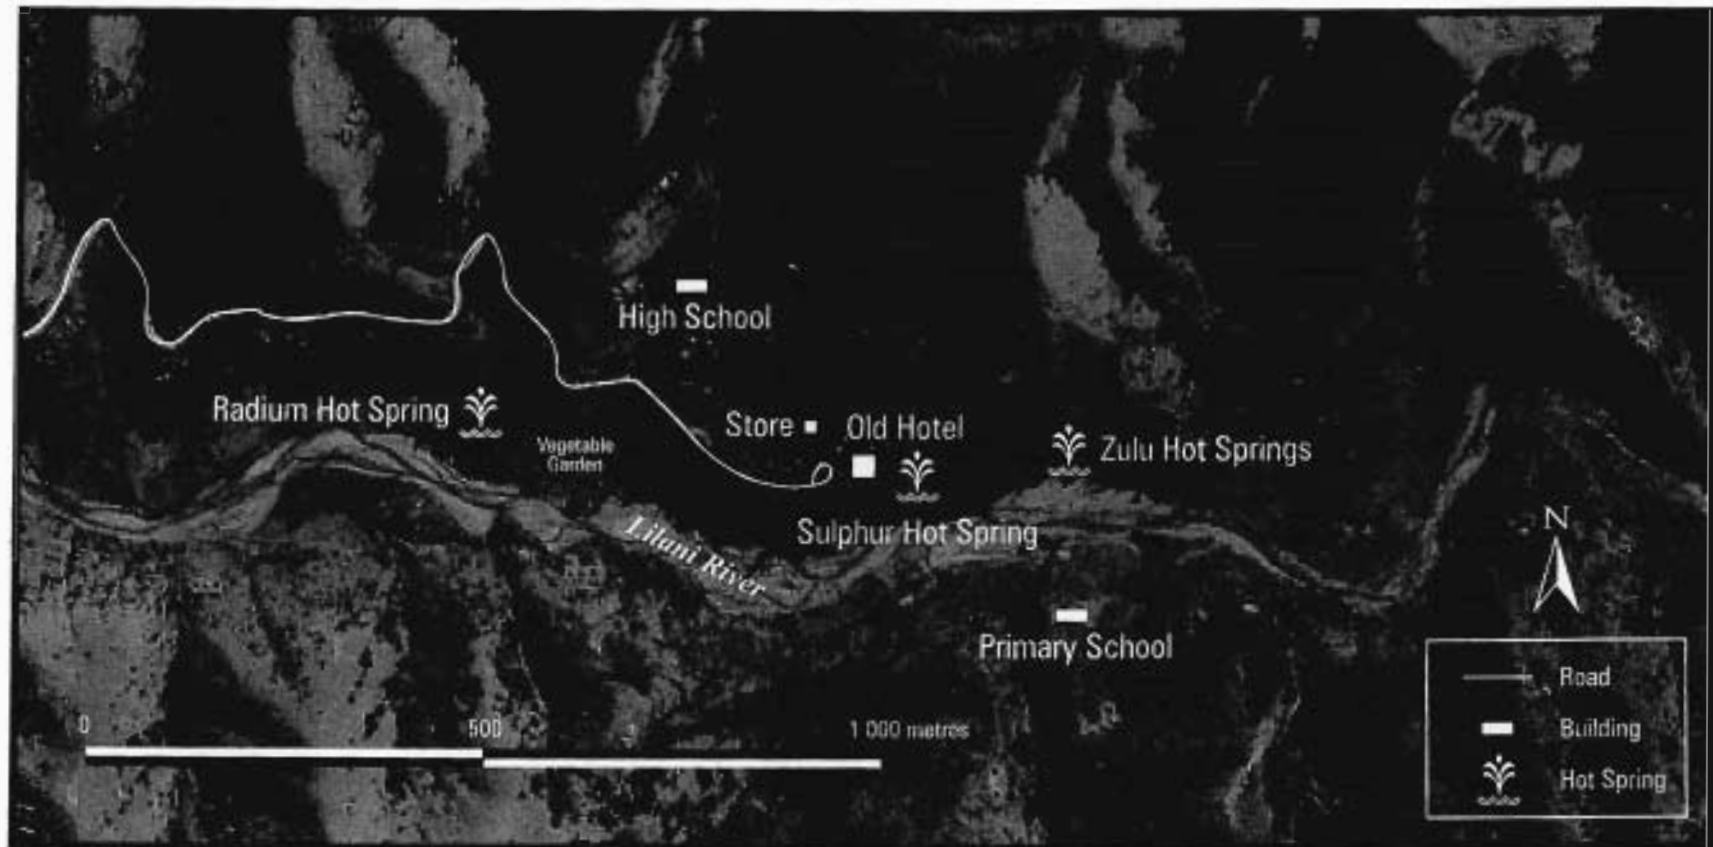 High School
Radium Hot Spring
Vegetable
Garden
Store
Old Hotel
Zulu Hot Springs
Sulphur Hot Spring
Lilani River
Primary School
N
0
500
1 000 metres
Road
Building
Hot Spring